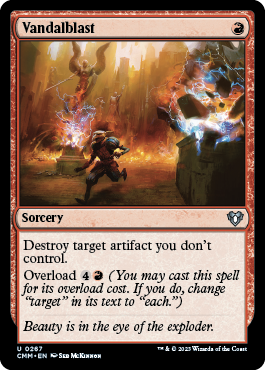 Vandalblast
Sorcery
Destroy target artifact you don't
control.
Overload 4 (You may cast this spell
for its overload cost. If you do, change
"target" in its text to "each.")
Beauty is in the eye of the exploder.
U 0267
CMM • EN Seb McKinnon
™ & © 2023 Wizards of the Coast